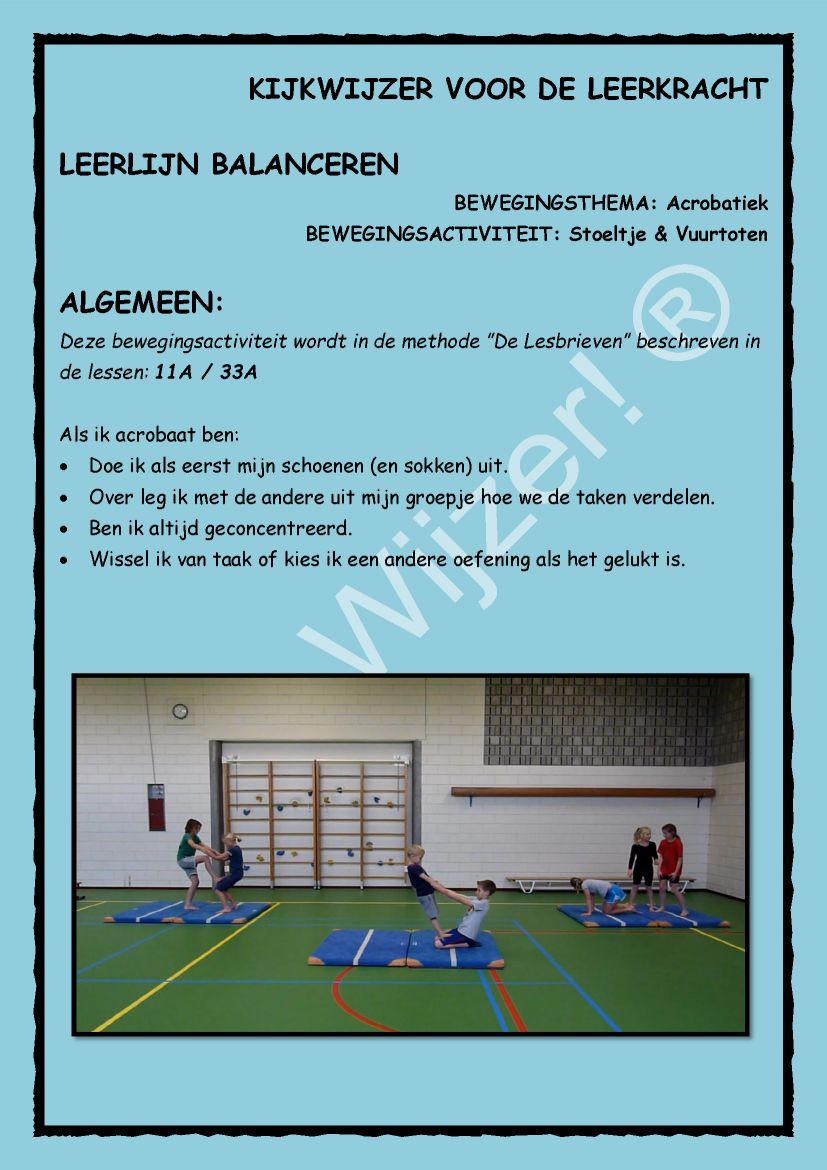 KIJKWIJZER VOOR DE LEERKRACHT
LEERLIJN BALANCEREN
BEWEGINGSTHEMA: Acrobatiek
BEWEGINGSACTIVITEIT: Stoeltje & Vuurtoten
ALGEMEEN:
Deze bewegingsactiviteit wordt in de methode "De Lesbrieven" beschreven in
de lessen: 11A / 33A
Als ik acrobaat ben:
• Doe ik als eerst mijn schoenen (en sokken) uit.
• Over leg ik met de andere uit mijn groepje hoe we de taken verdelen.
• Ben ik altijd geconcentreerd.
• Wissel ik van taak of kies ik een andere oefening als het gelukt is.
Wijzer! ®